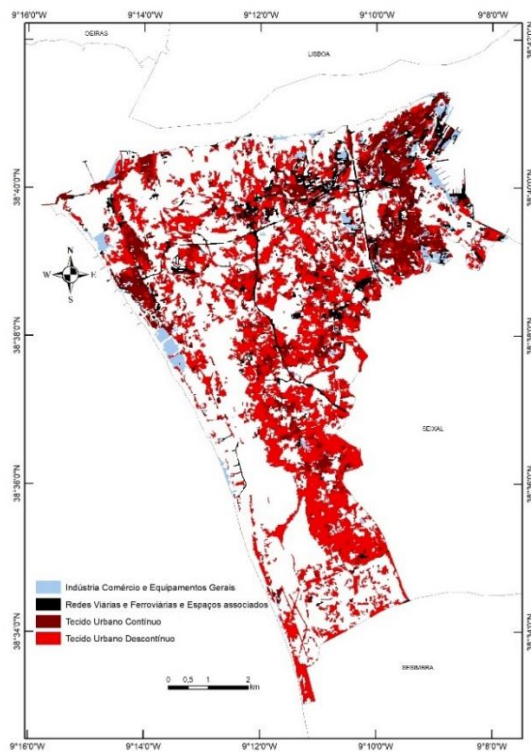 9°16'0"W 9°14'0"W 9°12'0"W 9°10'0"W 9°8'0"W
OEIRAS
LISBOA
38°40'0"N
N
W E
S
38°38'0"N
SEIXAL
38°36'0"N
Indústria Comércio e Equipamentos Gerais
Redes Viárias e Ferroviárias e Espaços associados
Tecido Urbano Contínuo
Tecido Urbano Descontínuo
38°34'0"N
SESIMBRA
0 0,5 1 2
km
9°16'0"W 9°14'0"W 9°12'0"W 9°10'0"W 9°8'0"W